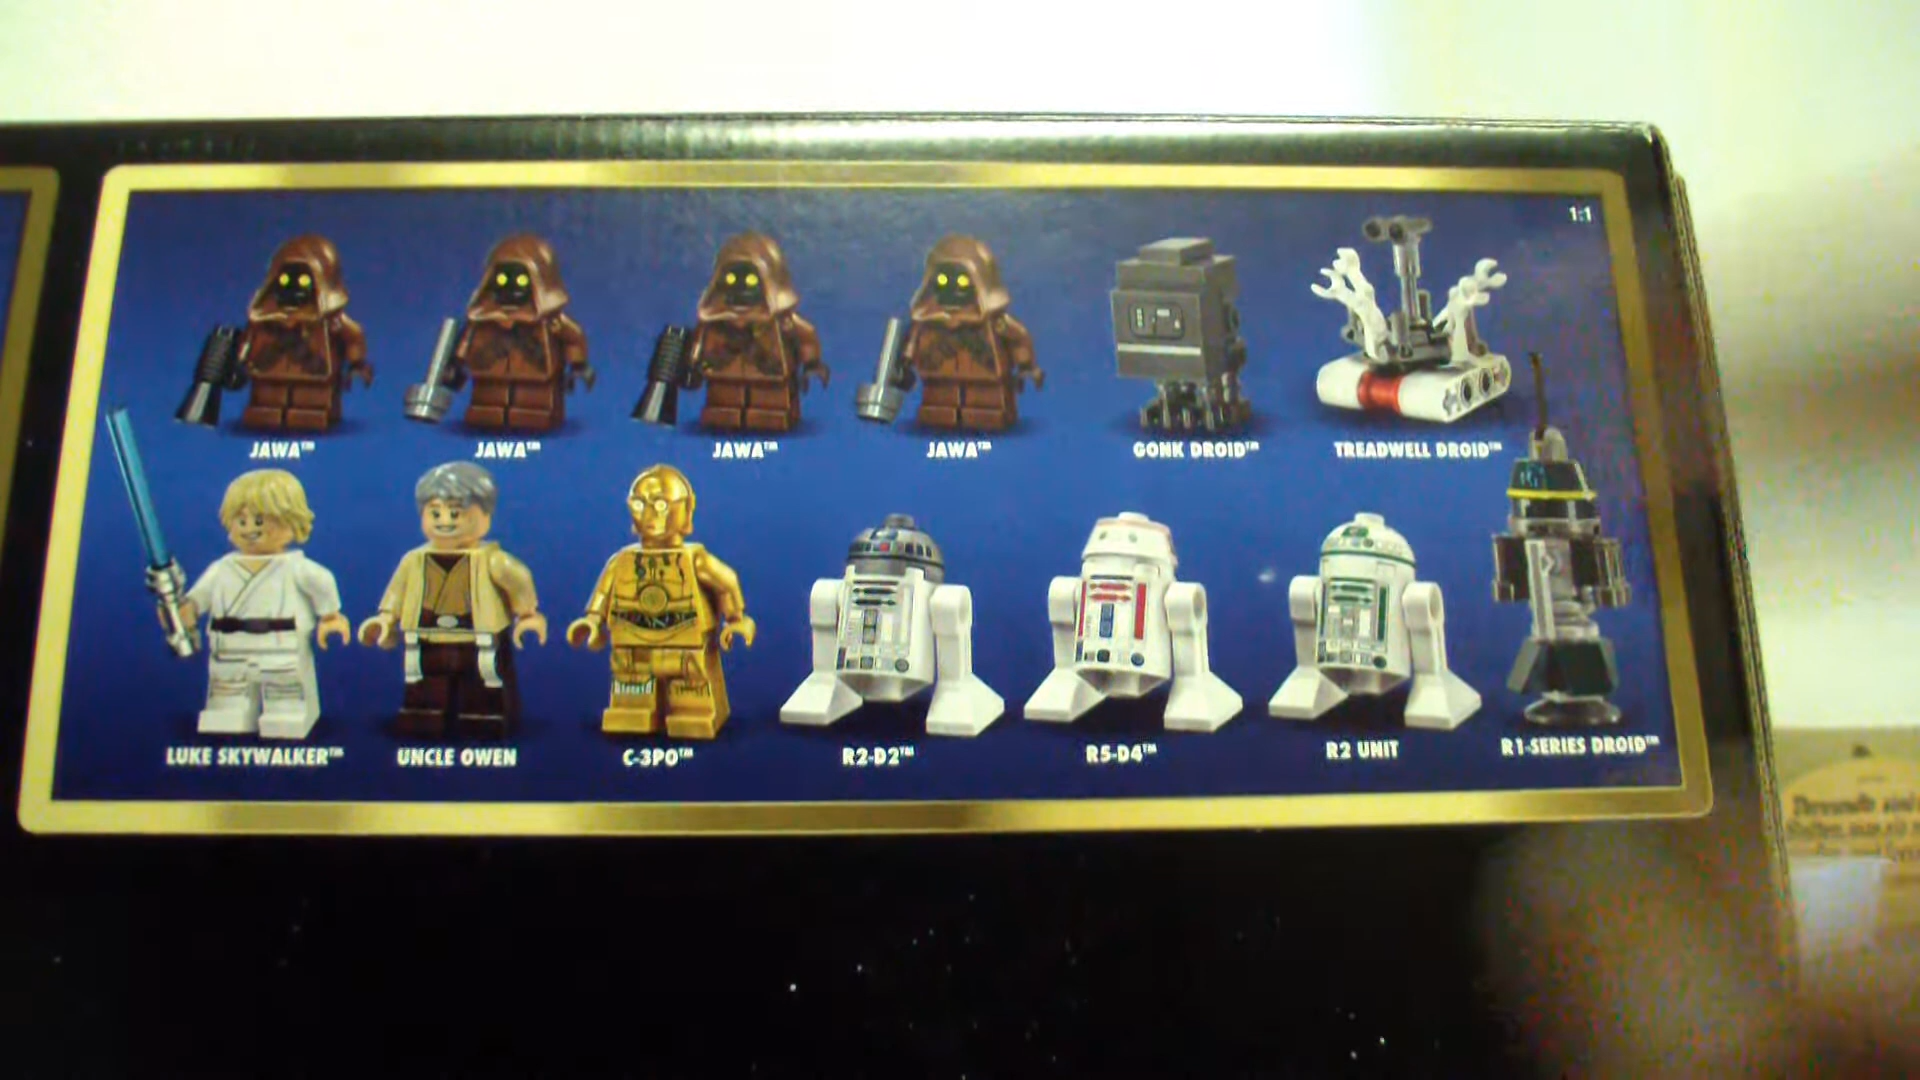 1:1
JAWA™ JAWA™ JAWA™ JAWA™ GONK DROID™ TREADWELL DROID™
LUKE SKYWALKER™ UNCLE OWEN C-3PO™ R2-D2™ R5-D4™ R2 UNIT R1-SERIES DROID™